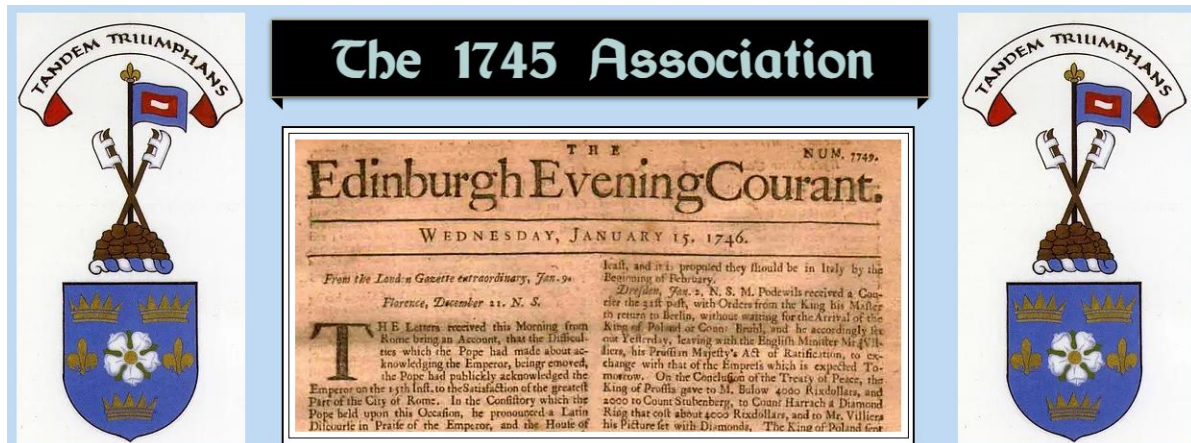 TANDEM TRIUMPHANS
The 1745 Association
TANDEM TRIUMPHANS
THE
NUM. 7749.
Edinburgh Evening Courant.
WEDNESDAY, JANUARY 15, 1746.
From the London Gazette extraordinary, Jan. 9.
Florence, December 21. N. S.
THE Letters received this Morning from
Rome bring an Account, that the Difficul-
ties which the Pope had made about ac-
knowledging the Emperor, beingr emoved,
the Pope had publickly acknowledged the
Emperor on the 15th Inst. to the Satisfaction of the greatest
Part of the City of Rome. In the Consistory which the
Pope held upon this Occasion, he pronounced a Latin
Discourse in Praise of the Emperor, and the House of
least, and it is proposed they should be in Italy by the
Beginning of February.
Dresden, Jan. 2, N. S. M. Podewils received a Cou-
rier the 31st past, with Orders from the King his Master
to return to Berlin, without waiting for the Arrival of the
King of Poland or Count Bruhl, and he accordingly set
out Yesterday, leaving with the English Minister Mr. Vil-
liers, his Prussian Majesty's Act of Ratification, to ex-
change with that of the Empress which is expected To-
morrow. On the Conclusion of the Treaty of Peace, the
King of Prussia gave to M. Bulow 4000 Rixdollars, and
2000 to Count Stubenberg, to Count Harrach a Diamond
Ring that cost about 4000 Rixdollars, and to Mr. Villiers
his Picture set with Diamonds. The King of Poland sent